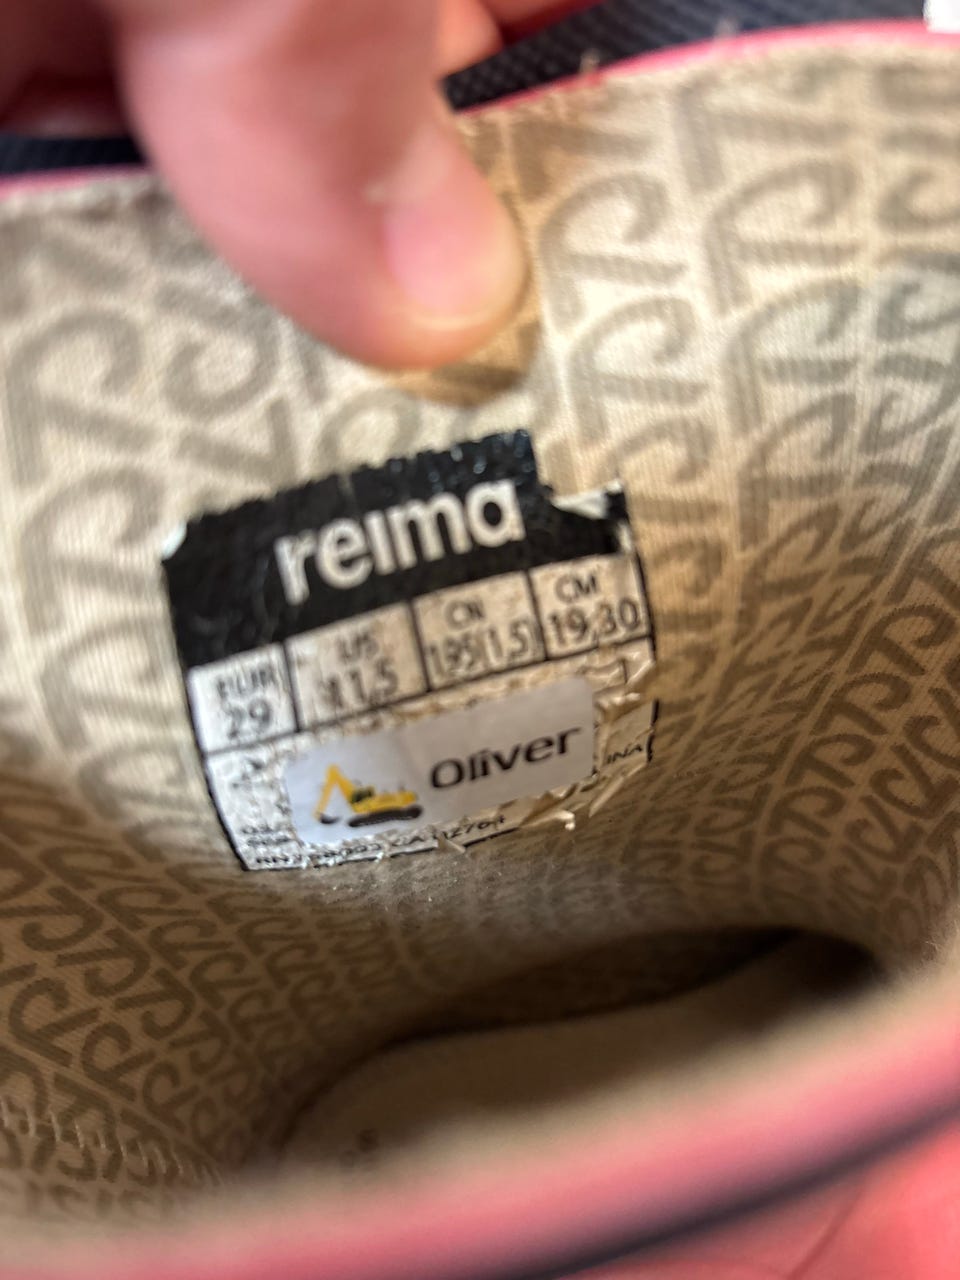 reima
EUR US CN CM
29 11,5 195(1.5) 19,30
Oliver